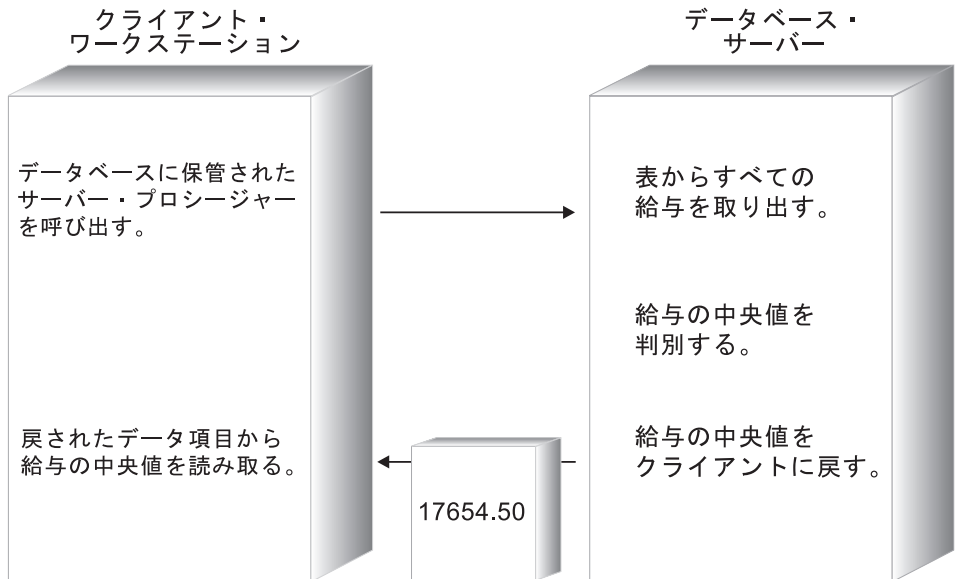 クライアント・
ワークステーション
データベース・
サーバー
データベースに保管された
サーバー・プロシージャー
を呼び出す。
表からすべての
給与を取り出す。
給与の中央値を
判別する。
戻されたデータ項目から
給与の中央値を読み取る。
17654.50
給与の中央値を
クライアントに戻す。